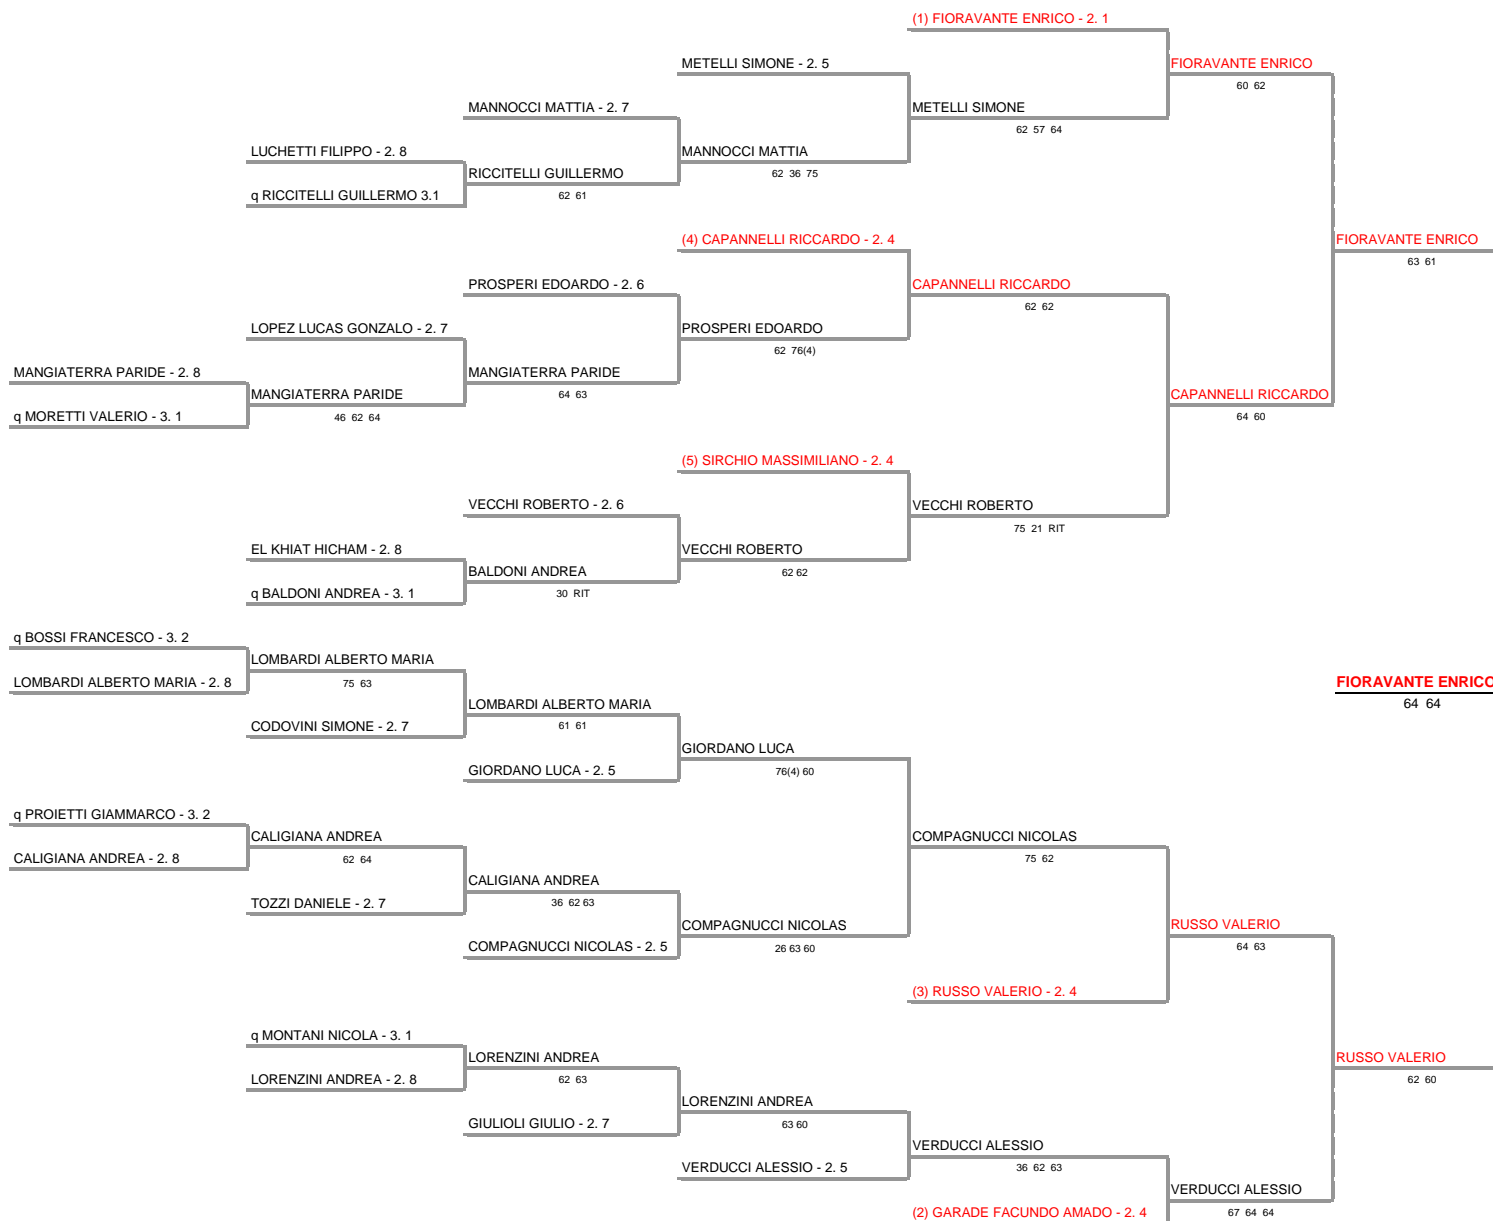 (1) FIORAVANTE ENRICO - 2. 1
METELLI SIMONE - 2. 5
FIORAVANTE ENRICO
60 62
MANNOCCI MATTIA - 2. 7
METELLI SIMONE
62 57 64
LUCHETTI FILIPPO - 2. 8
MANNOCCI MATTIA
62 36 75
RICCITELLI GUILLERMO
62 61
q RICCITELLI GUILLERMO 3.1
(4) CAPANNELLI RICCARDO - 2. 4
FIORAVANTE ENRICO
63 61
PROSPERI EDOARDO - 2. 6
CAPANNELLI RICCARDO
62 62
LOPEZ LUCAS GONZALO - 2. 7
PROSPERI EDOARDO
62 76(4)
MANGIATERRA PARIDE - 2. 8
MANGIATERRA PARIDE
64 63
MANGIATERRA PARIDE
46 62 64
CAPANNELLI RICCARDO
64 60
q MORETTI VALERIO - 3. 1
(5) SIRCHIO MASSIMILIANO - 2. 4
VECCHI ROBERTO - 2. 6
VECCHI ROBERTO
75 21 RIT
EL KHIAT HICHAM - 2. 8
VECCHI ROBERTO
62 62
BALDONI ANDREA
30 RIT
q BALDONI ANDREA - 3. 1
q BOSSI FRANCESCO - 3. 2
LOMBARDI ALBERTO MARIA
75 63
LOMBARDI ALBERTO MARIA - 2. 8
FIORAVANTE ENRICO
64 64
LOMBARDI ALBERTO MARIA
61 61
CODOVINI SIMONE - 2. 7
GIORDANO LUCA
76(4) 60
GIORDANO LUCA - 2. 5
q PROIETTI GIAMMARCO - 3. 2
CALIGIANA ANDREA
62 64
COMPAGNUCCI NICOLAS
75 62
CALIGIANA ANDREA - 2. 8
CALIGIANA ANDREA
36 62 63
TOZZI DANIELE - 2. 7
COMPAGNUCCI NICOLAS
26 63 60
RUSSO VALERIO
64 63
COMPAGNUCCI NICOLAS - 2. 5
(3) RUSSO VALERIO - 2. 4
q MONTANI NICOLA - 3. 1
LORENZINI ANDREA
62 63
RUSSO VALERIO
62 60
LORENZINI ANDREA - 2. 8
LORENZINI ANDREA
63 60
GIULIOLI GIULIO - 2. 7
VERDUCCI ALESSIO
36 62 63
VERDUCCI ALESSIO - 2. 5
VERDUCCI ALESSIO
67 64 64
(2) GARADE FACUNDO AMADO - 2. 4